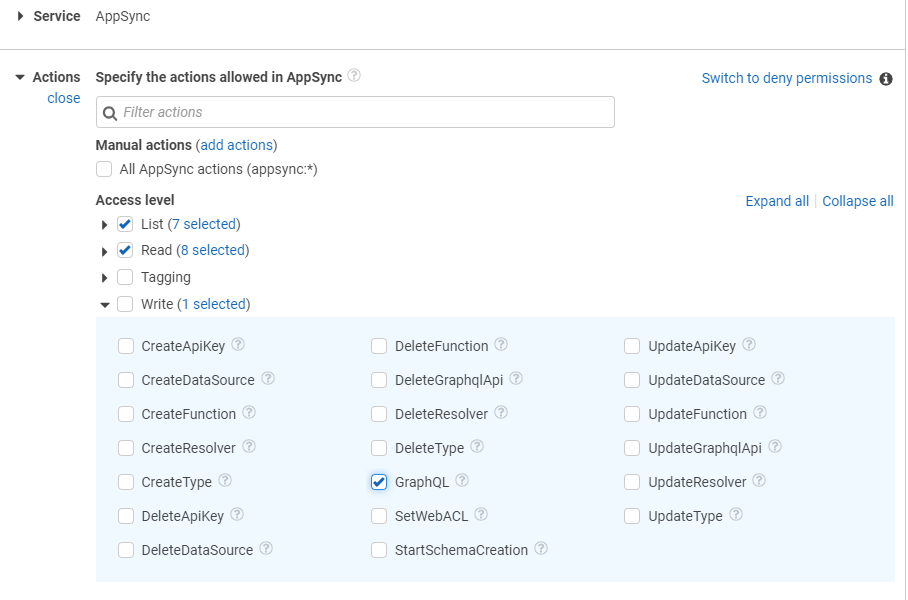 Service AppSync
Actions Specify the actions allowed in AppSync ? Switch to deny permissions i
close
Filter actions
Manual actions (add actions)
All AppSync actions (appsync:*)
Access level Expand all | Collapse all
List (7 selected)
Read (8 selected)
Tagging
Write (1 selected)
CreateApiKey ? DeleteFunction ? UpdateApiKey ?
CreateDataSource ? DeleteGraphqlApi ? UpdateDataSource ?
CreateFunction ? DeleteResolver ? UpdateFunction ?
CreateResolver ? DeleteType ? UpdateGraphqlApi ?
CreateType ? GraphQL ? UpdateResolver ?
DeleteApiKey ? SetWebACL ? UpdateType ?
DeleteDataSource ? StartSchemaCreation ?